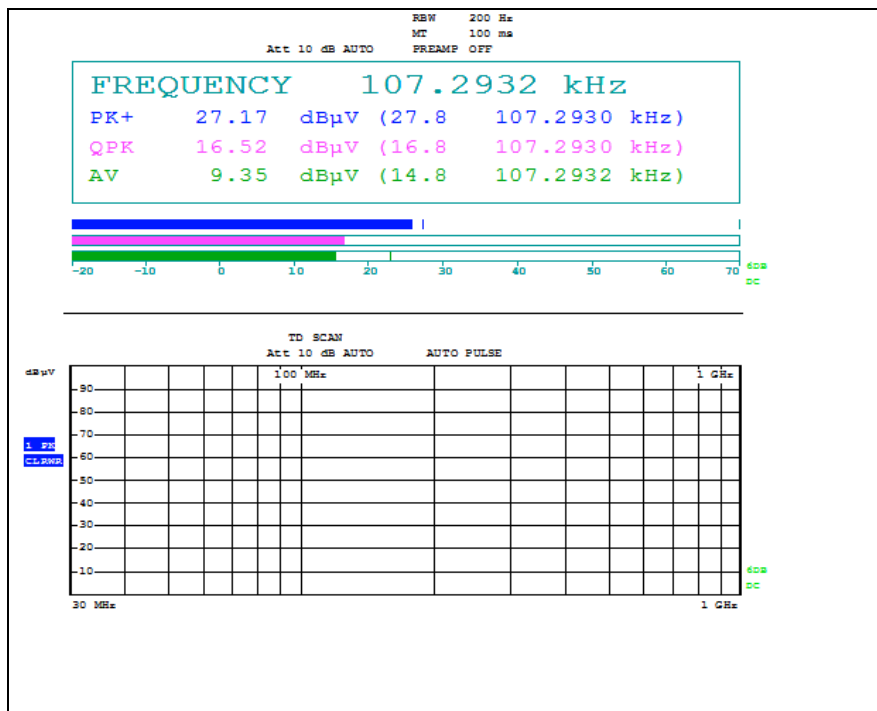 RBW 200 Hz
MT 100 ms
Att 10 dB AUTO PREAMP OFF
FREQUENCY 107.2932 kHz
PK+ 27.17 dBµV (27.8 107.2930 kHz)
QPK 16.52 dBµV (16.8 107.2930 kHz)
AV 9.35 dBµV (14.8 107.2932 kHz)
-20 -10 0 10 20 30 40 50 60 70
6DB
DC
TD SCAN
Att 10 dB AUTO AUTO PULSE
dBµV
100 MHz 1 GHz
90
80
70
1 PK
CLRWR
60
50
40
30
20
10
6DB
DC
30 MHz 1 GHz